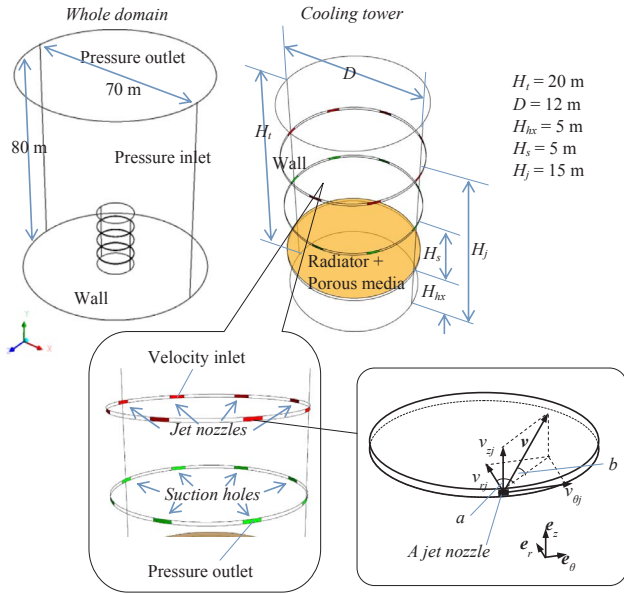 Whole domain
Pressure outlet
70 m
80 m
Pressure inlet
Wall
Cooling tower
D
H_t
Wall
Radiator +
Porous media
H_s
H_j
H_hx
H_t = 20 m
D = 12 m
H_hx = 5 m
H_s = 5 m
H_j = 15 m
Velocity inlet
Jet nozzles
Suction holes
Pressure outlet
v_zj
v
v_rj
b
v_θj
a
A jet nozzle
e_z
e_r
e_θ